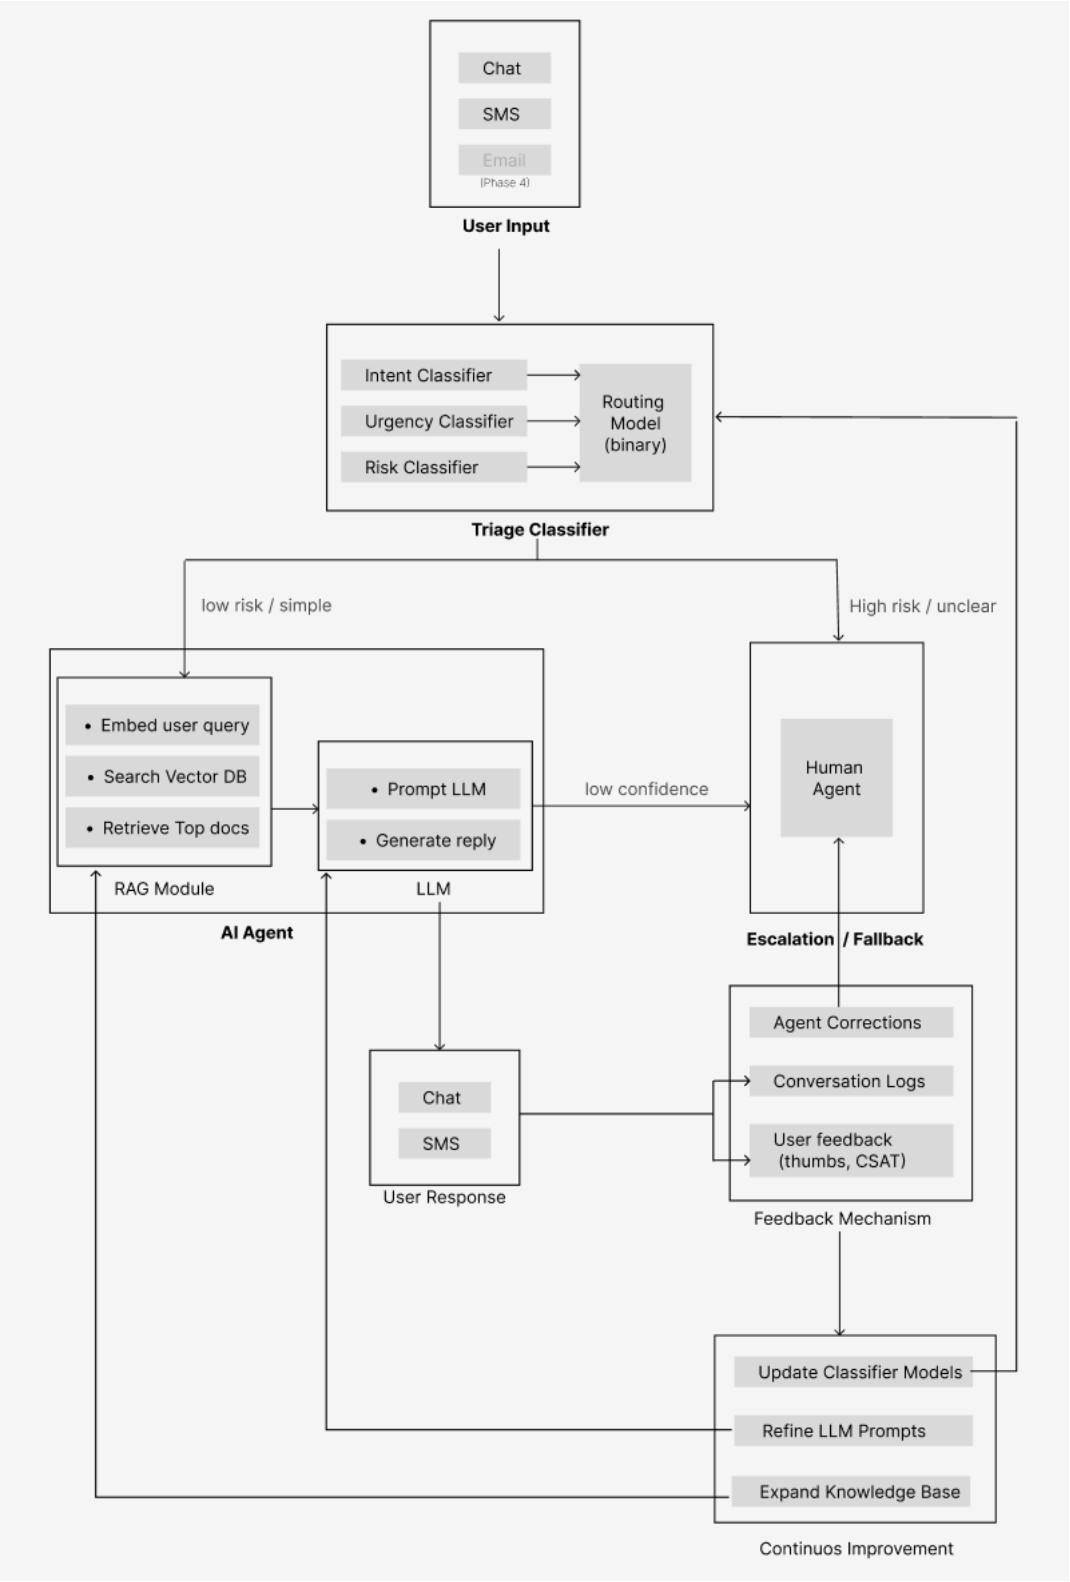 Chat
SMS
Email
(Phase 4)
User Input
Intent Classifier
Urgency Classifier
Risk Classifier
Routing
Model
(binary)
Triage Classifier
low risk / simple
High risk / unclear
• Embed user query
• Search Vector DB
• Retrieve Top docs
RAG Module
• Prompt LLM
• Generate reply
LLM
AI Agent
low confidence
Human
Agent
Escalation / Fallback
Chat
SMS
User Response
Agent Corrections
Conversation Logs
User feedback
(thumbs, CSAT)
Feedback Mechanism
Update Classifier Models
Refine LLM Prompts
Expand Knowledge Base
Continuos Improvement